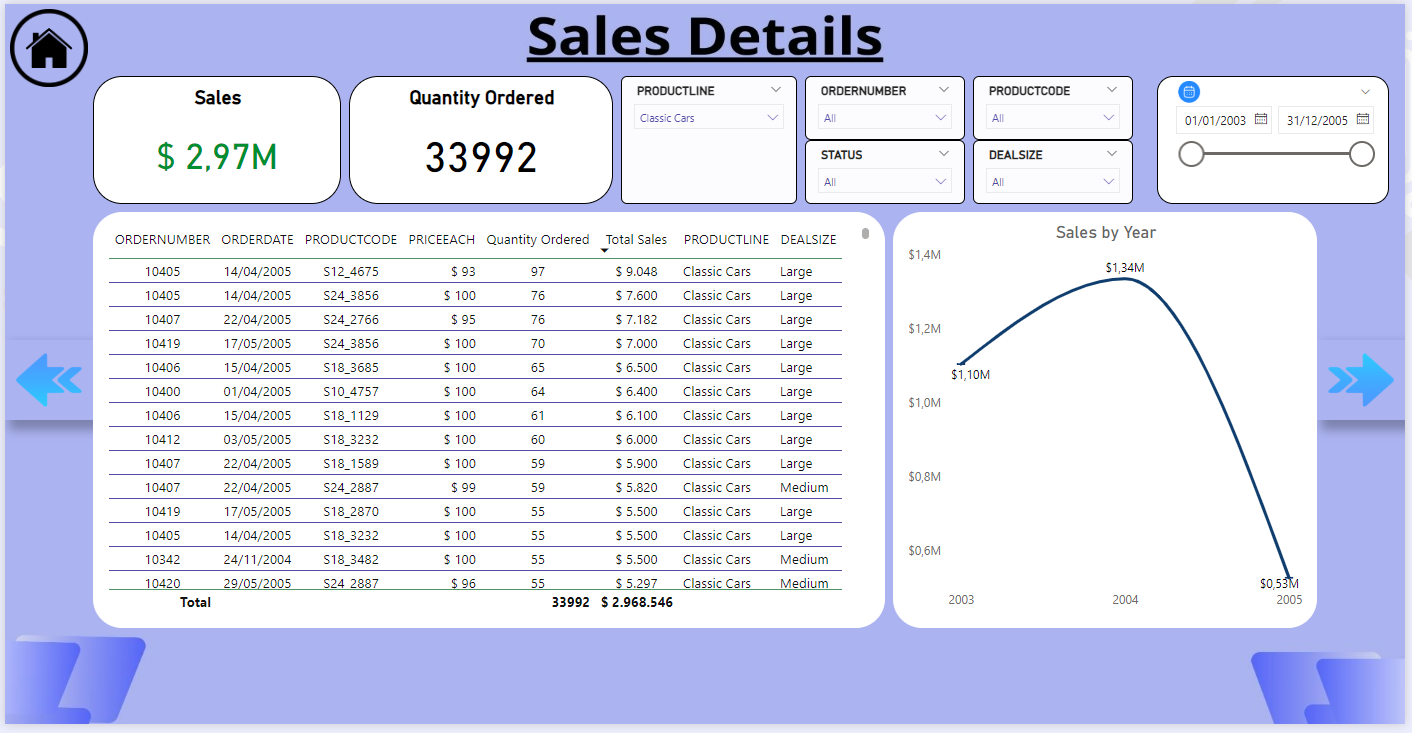 Sales Details
Sales
$ 2,97M
Quantity Ordered
33992
PRODUCTLINE
Classic Cars
ORDERNUMBER
All
PRODUCTCODE
All
STATUS
All
DEALSIZE
All
01/01/2003 31/12/2005
ORDERNUMBER ORDERDATE PRODUCTCODE PRICEEACH Quantity Ordered Total Sales PRODUCTLINE DEALSIZE
10405 14/04/2005 S12_4675 $ 93 97 $ 9.048 Classic Cars Large
10405 14/04/2005 S24_3856 $ 100 76 $ 7.600 Classic Cars Large
10407 22/04/2005 S24_2766 $ 95 76 $ 7.182 Classic Cars Large
10419 17/05/2005 S24_3856 $ 100 70 $ 7.000 Classic Cars Large
10406 15/04/2005 S18_3685 $ 100 65 $ 6.500 Classic Cars Large
10400 01/04/2005 S10_4757 $ 100 64 $ 6.400 Classic Cars Large
10406 15/04/2005 S18_1129 $ 100 61 $ 6.100 Classic Cars Large
10412 03/05/2005 S18_3232 $ 100 60 $ 6.000 Classic Cars Large
10407 22/04/2005 S18_1589 $ 100 59 $ 5.900 Classic Cars Large
10407 22/04/2005 S24_2887 $ 99 59 $ 5.820 Classic Cars Medium
10419 17/05/2005 S18_2870 $ 100 55 $ 5.500 Classic Cars Large
10405 14/04/2005 S18_3232 $ 100 55 $ 5.500 Classic Cars Large
10342 24/11/2004 S18_3482 $ 100 55 $ 5.500 Classic Cars Medium
10420 29/05/2005 S24_2887 $ 96 55 $ 5.297 Classic Cars Medium
Total 33992 $ 2.968.546
Sales by Year
$1,4M
$1,2M
$1,0M
$0,8M
$0,6M
$1,10M
$1,34M
$0,53M
2003 2004 2005